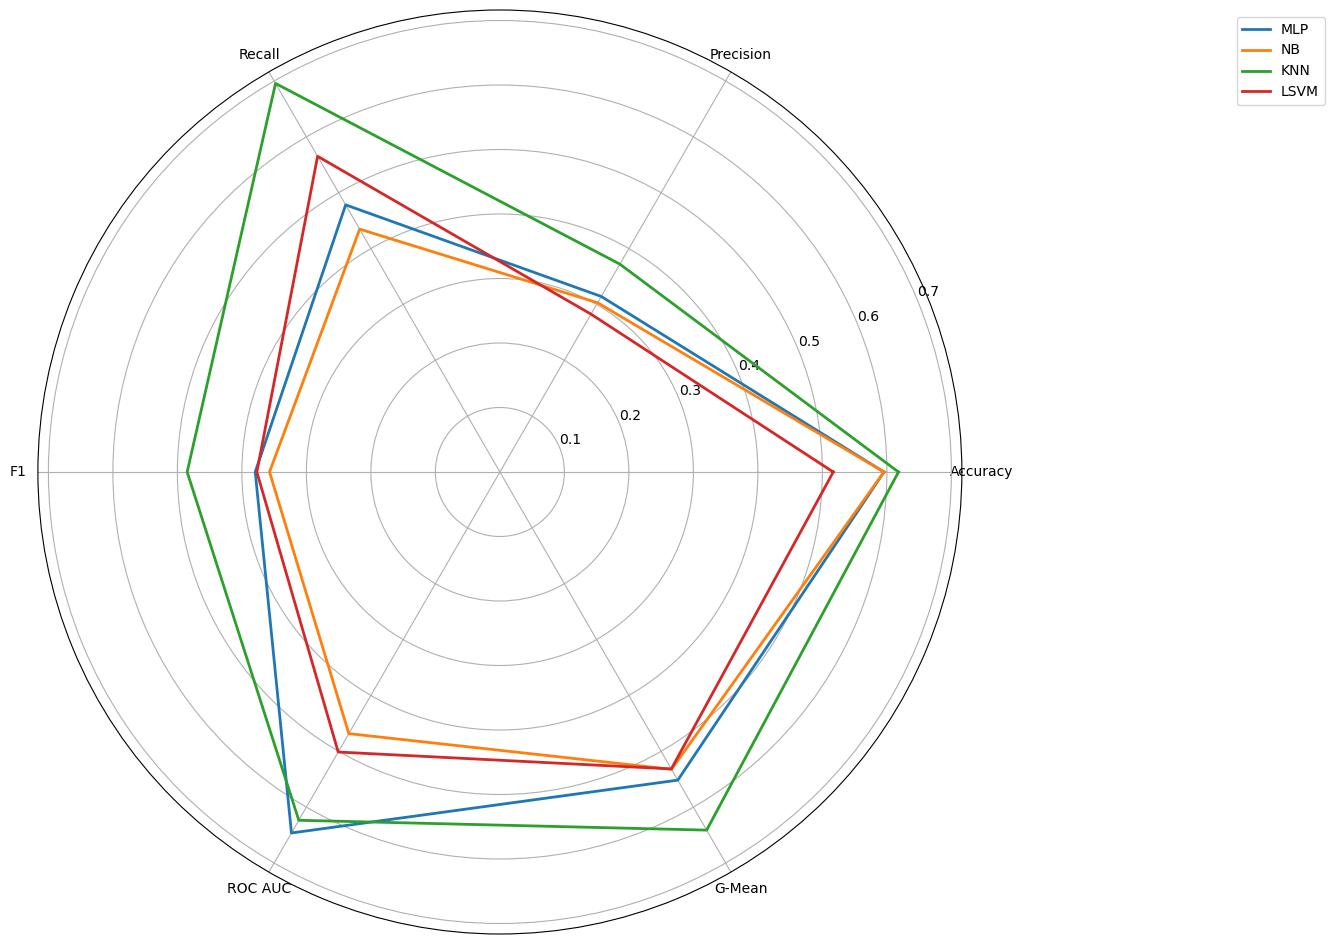 Recall
Precision
MLP
NB
KNN
LSVM
0.7
0.6
0.5
0.4
0.3
0.2
0.1
F1
Accuracy
ROC AUC
G-Mean